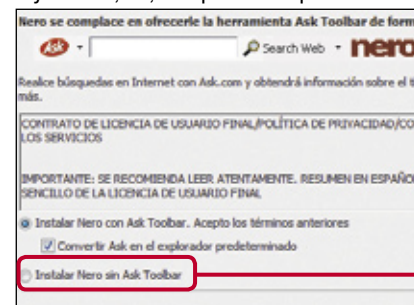 Nero se complace en ofrecerle la herramienta Ask Toolbar de form
Ask Search Web nero
Realice búsquedas en Internet con Ask.com y obtendrá información sobre el
más.
CONTRATO DE LICENCIA DE USUARIO FINAL/POLÍTICA DE PRIVACIDAD/CO
LOS SERVICIOS
IMPORTANTE: SE RECOMIENDA LEER ATENTAMENTE. RESUMEN EN ESPAÑO
SENCILLO DE LA LICENCIA DE USUARIO FINAL
Instalar Nero con Ask Toolbar. Acepto los términos anteriores
Convertir Ask en el explorador predeterminado
Instalar Nero sin Ask Toolbar